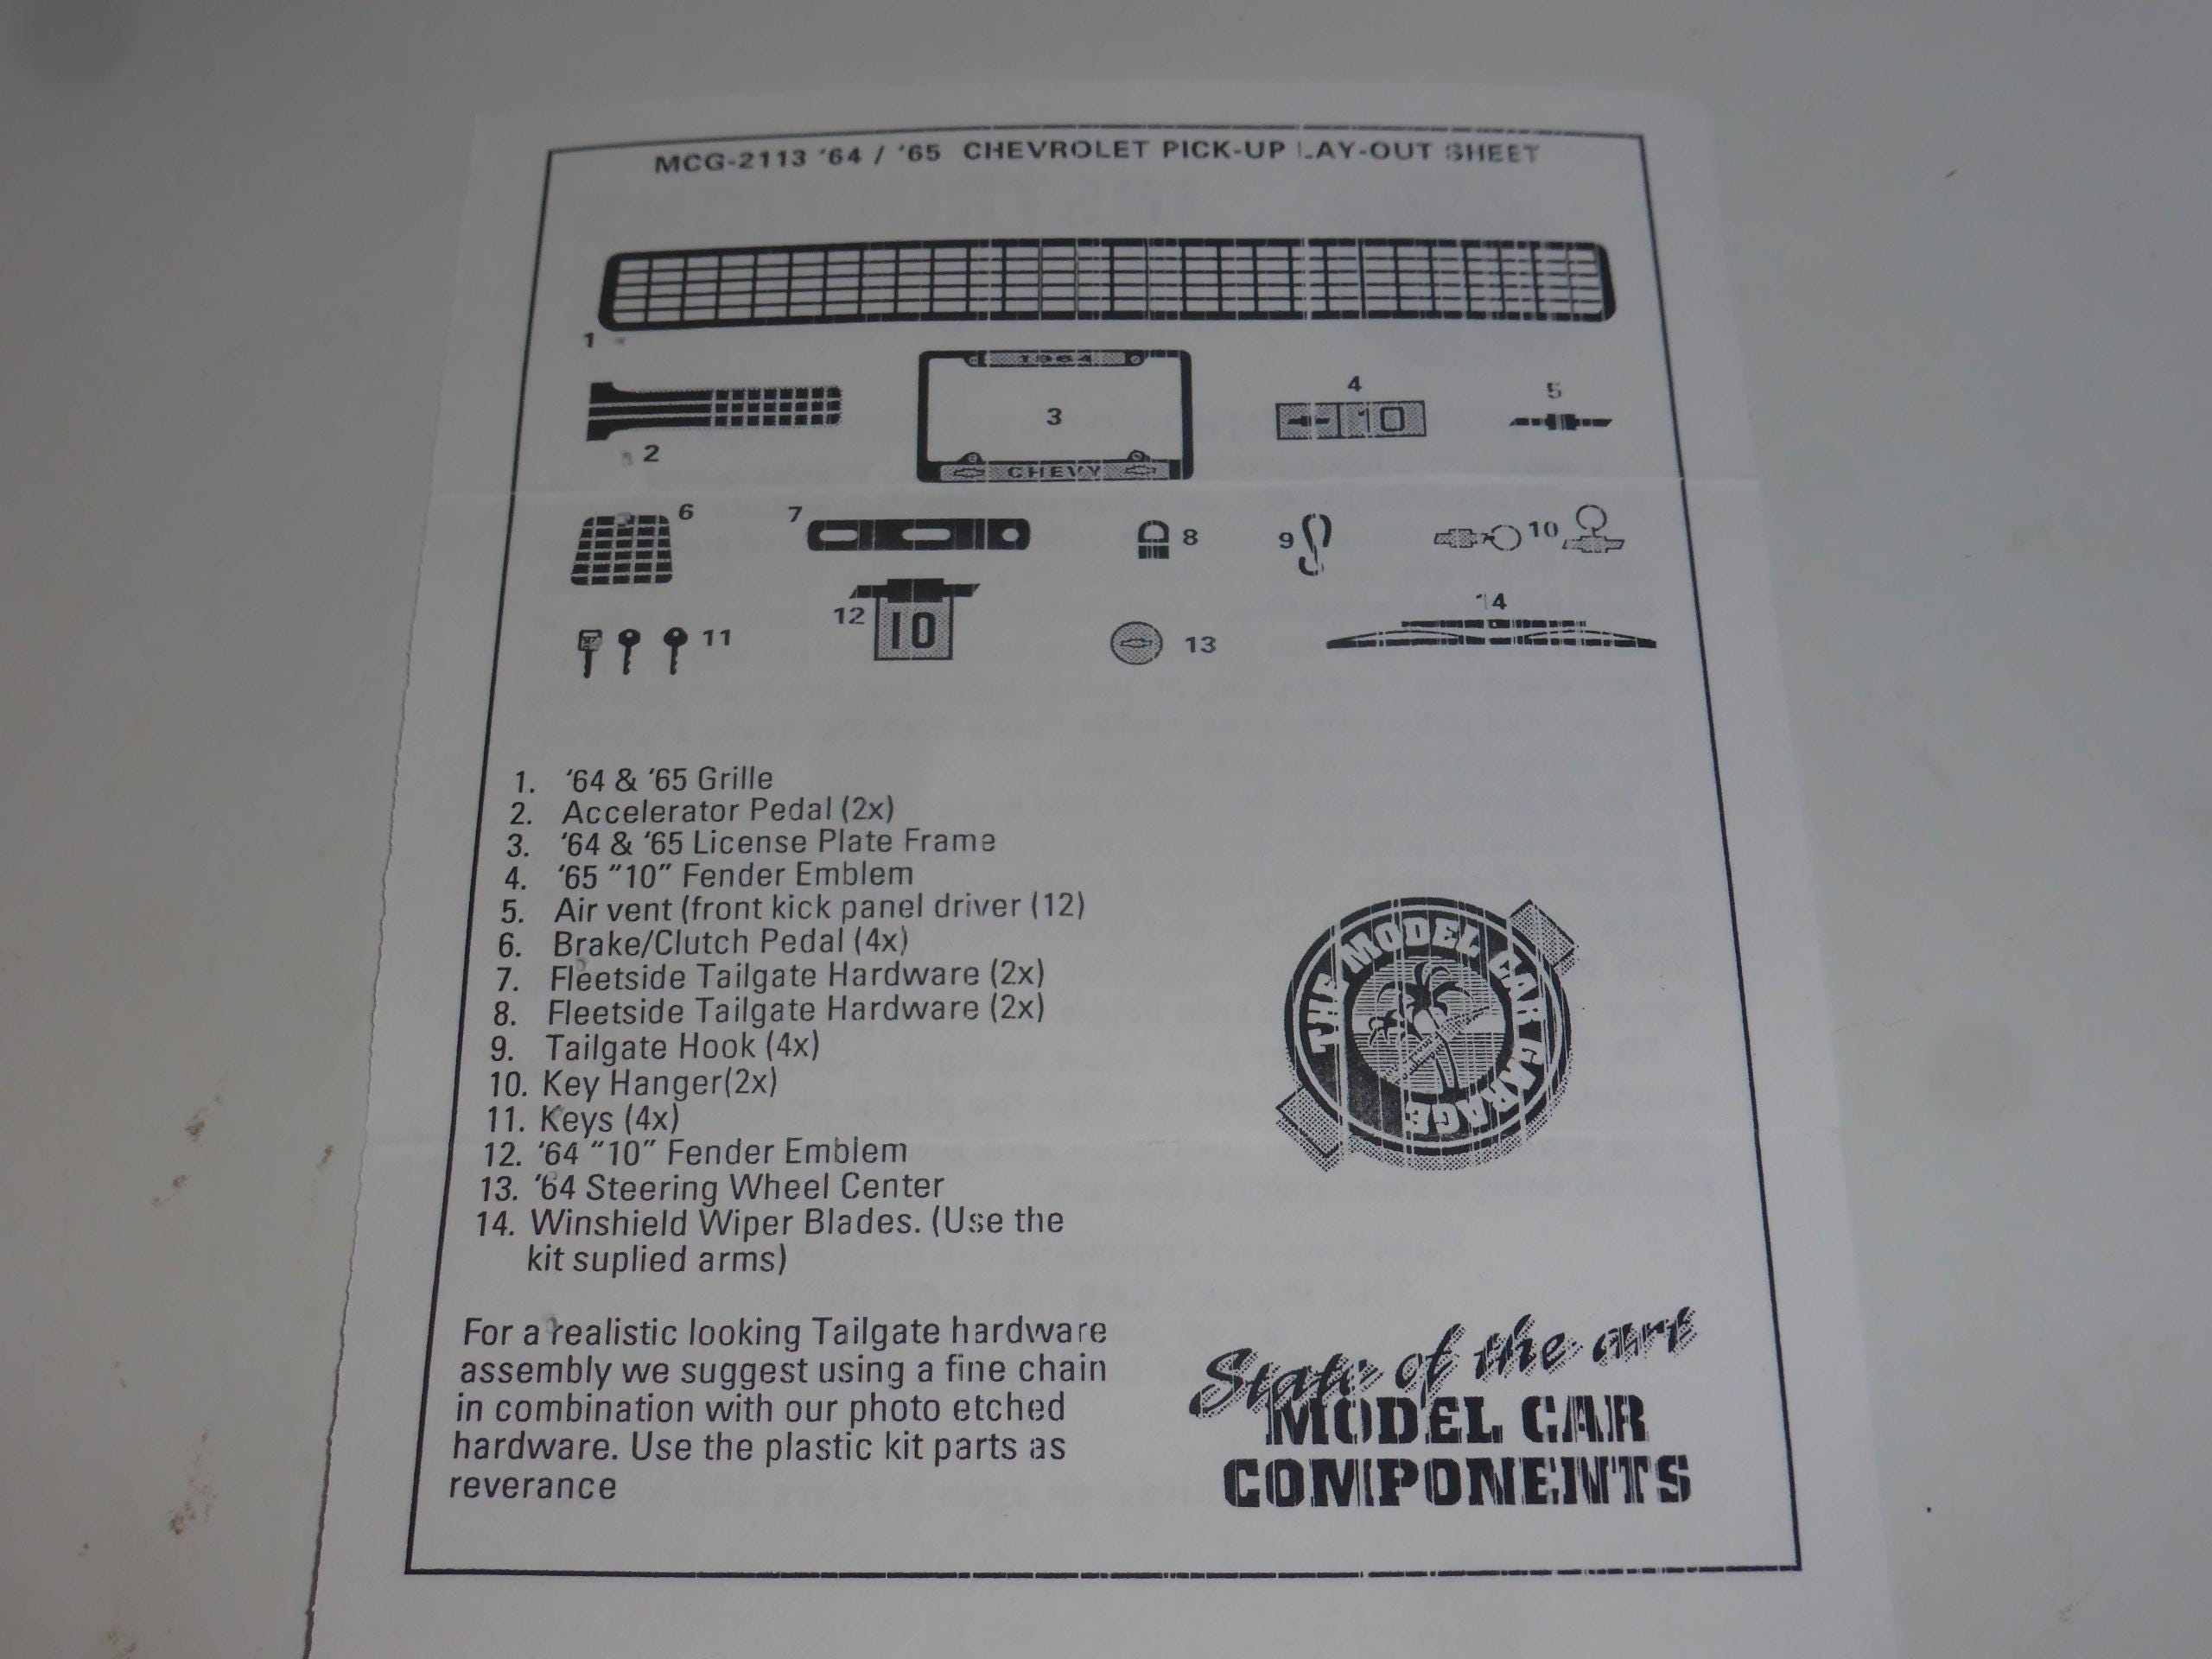 MCG-2113 '64 / '65 CHEVROLET PICK-UP LAY-OUT SHEET
1
1964
2
3
CHEVY
4
10
5
6
7
8
9
10
11
12
10
13
14
1. '64 & '65 Grille
2. Accelerator Pedal (2x)
3. '64 & '65 License Plate Frame
4. '65 "10" Fender Emblem
5. Air vent (front kick panel driver (12)
6. Brake/Clutch Pedal (4x)
7. Fleetside Tailgate Hardware (2x)
8. Fleetside Tailgate Hardware (2x)
9. Tailgate Hook (4x)
10. Key Hanger(2x)
11. Keys (4x)
12. '64 "10" Fender Emblem
13. '64 Steering Wheel Center
14. Winshield Wiper Blades. (Use the
kit suplied arms)
THE MODEL CAR GARAGE
For a realistic looking Tailgate hardware
assembly we suggest using a fine chain
in combination with our photo etched
hardware. Use the plastic kit parts as
reverance
State of the art
MODEL CAR
COMPONENTS